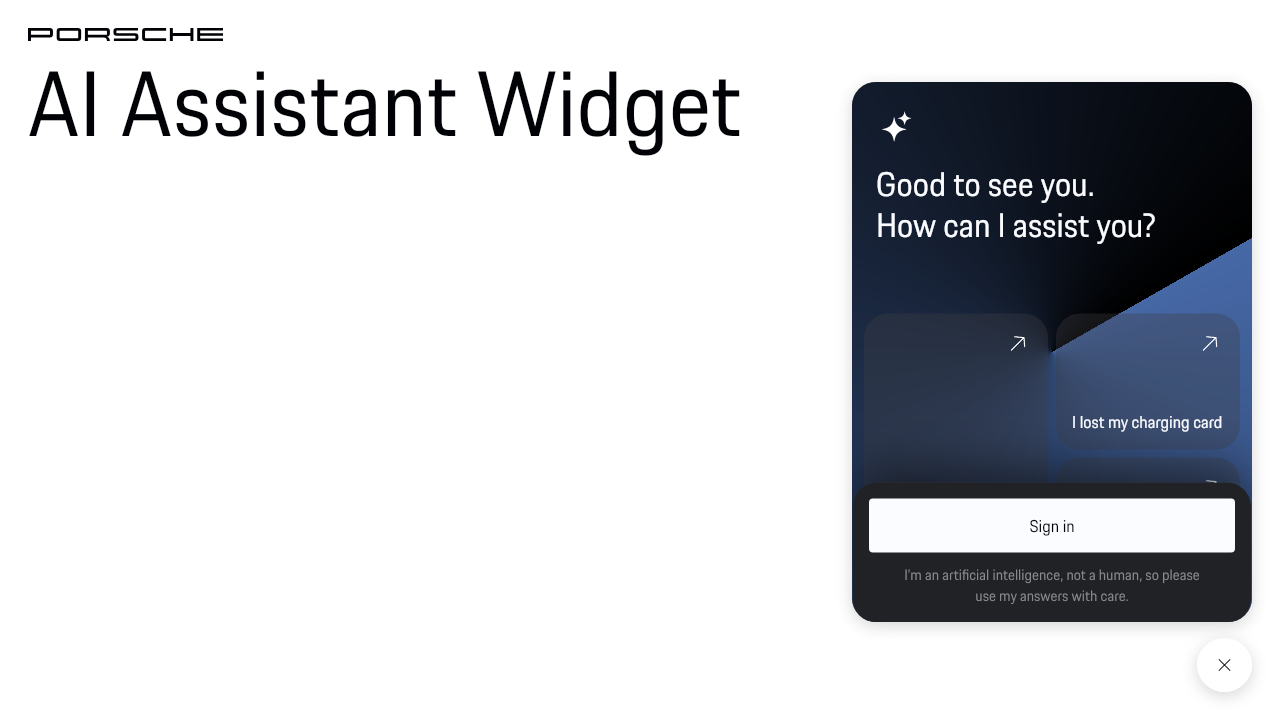 PORSCHE
AI Assistant Widget
Good to see you.
How can I assist you?
I lost my charging card
Sign in
I'm an artificial intelligence, not a human, so please
use my answers with care.